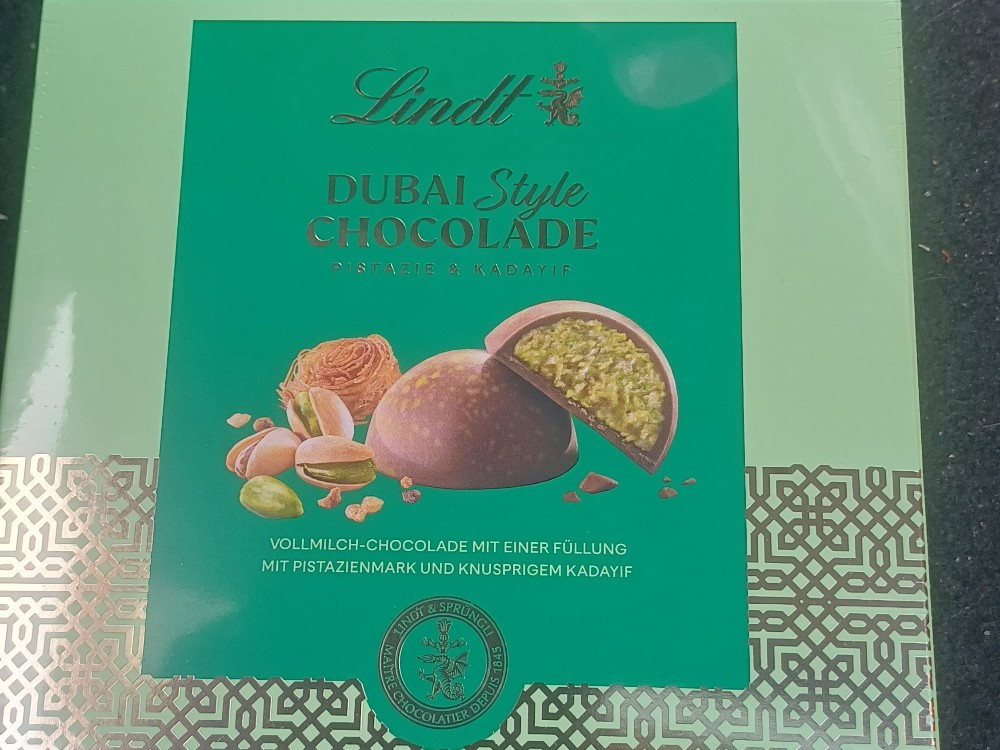 Lindt
DUBAI Style
CHOCOLADE
PISTAZIE & KADAYIF
VOLLMILCH-CHOCOLADE MIT EINER FÜLLUNG
MIT PISTAZIENMARK UND KNUSPRIGEM KADAYIF
LINDT & SPRÜNGLI
MAÎTRE CHOCOLATIER DEPUIS 1845